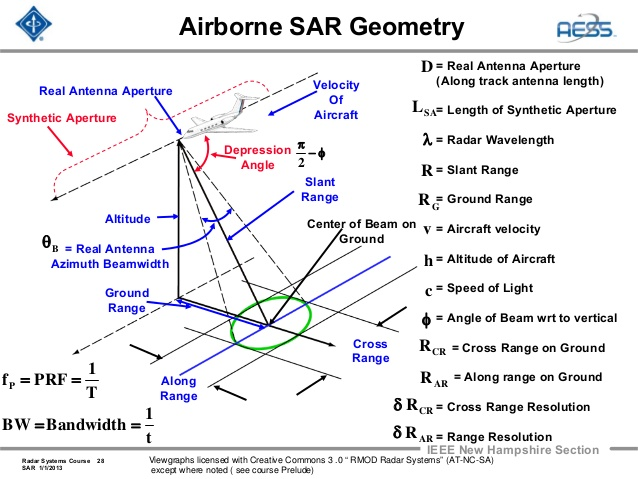 Airborne SAR Geometry
AESS
Real Antenna Aperture
Synthetic Aperture
Velocity
Of
Aircraft
Depression
Angle
π/2 − ϕ
Slant
Range
Altitude
Center of Beam on
Ground
θB = Real Antenna
Azimuth Beamwidth
Ground
Range
Cross
Range
Along
Range
fP = PRF = 1/T
BW = Bandwidth = 1/t
D = Real Antenna Aperture
(Along track antenna length)
LSA = Length of Synthetic Aperture
λ = Radar Wavelength
R = Slant Range
RG = Ground Range
v = Aircraft velocity
h = Altitude of Aircraft
c = Speed of Light
ϕ = Angle of Beam wrt to vertical
RCR = Cross Range on Ground
RAR = Along range on Ground
δ RCR = Cross Range Resolution
δ RAR = Range Resolution
IEEE New Hampshire Section
Radar Systems Course 28
SAR 1/1/2013
Viewgraphs licensed with Creative Commons 3 .0 “ RMOD Radar Systems” (AT-NC-SA)
except where noted ( see course Prelude)